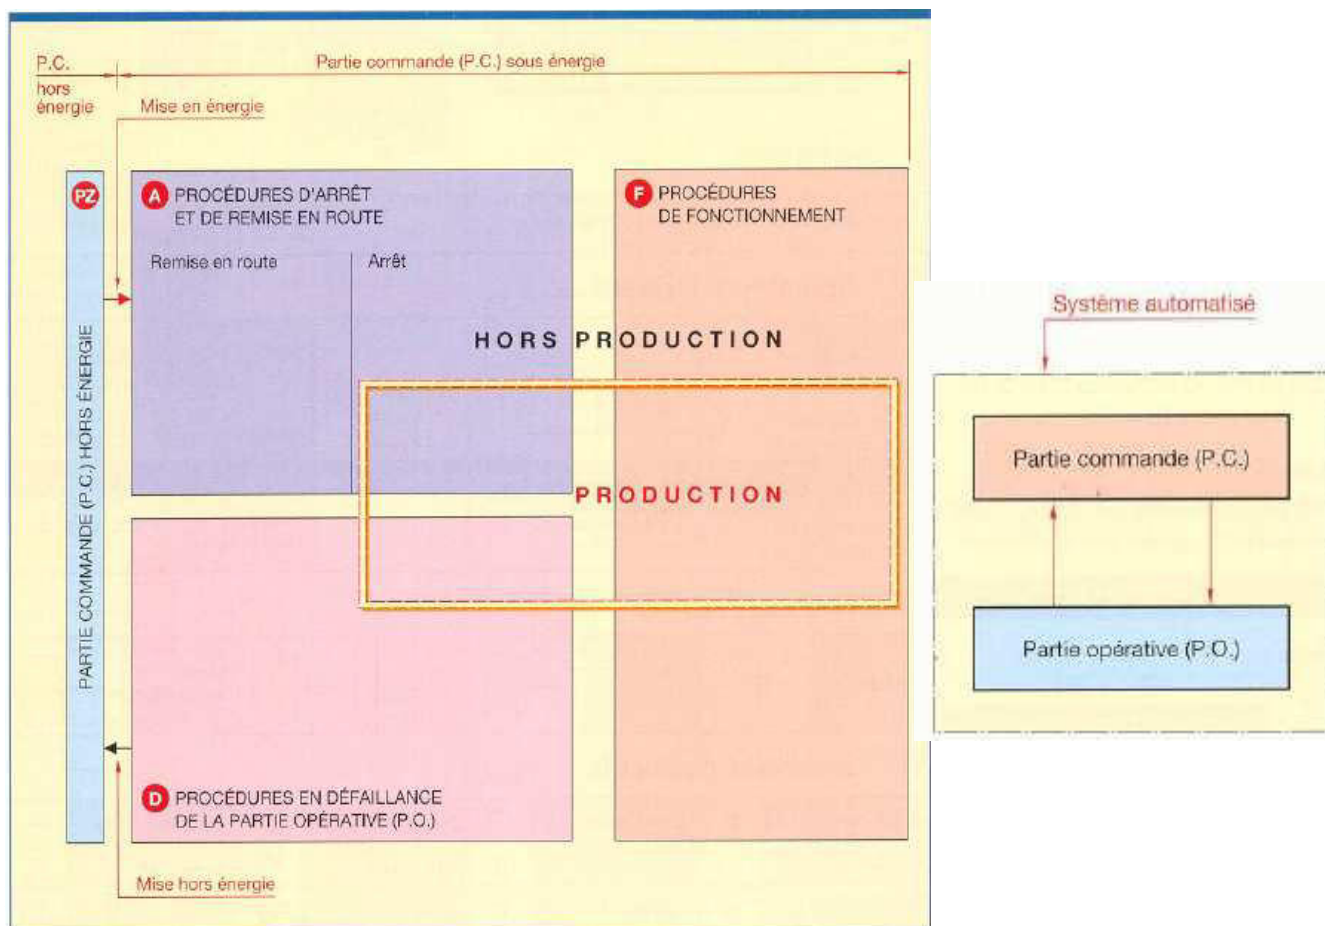 P.C.
hors
énergie
Partie commande (P.C.) sous énergie
Mise en énergie
PZ
PARTIE COMMANDE (P.C.) HORS ÉNERGIE
A PROCÉDURES D'ARRÊT
ET DE REMISE EN ROUTE
Remise en route
Arrêt
F PROCÉDURES
DE FONCTIONNEMENT
HORS PRODUCTION
PRODUCTION
D PROCÉDURES EN DÉFAILLANCE
DE LA PARTIE OPÉRATIVE (P.O.)
Mise hors énergie
Système automatisé
Partie commande (P.C.)
Partie opérative (P.O.)